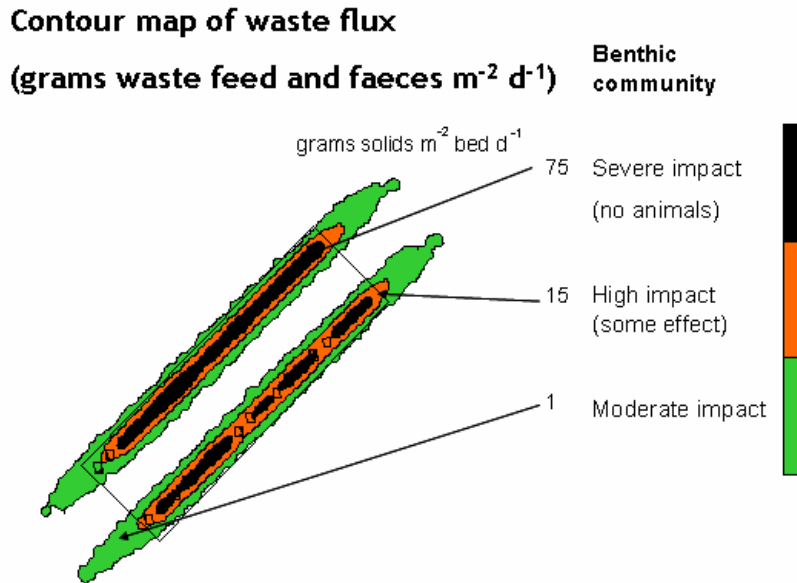 Contour map of waste flux
(grams waste feed and faeces m⁻² d⁻¹)
Benthic
community
grams solids m⁻² bed d⁻¹
75 Severe impact
(no animals)
15 High impact
(some effect)
1 Moderate impact